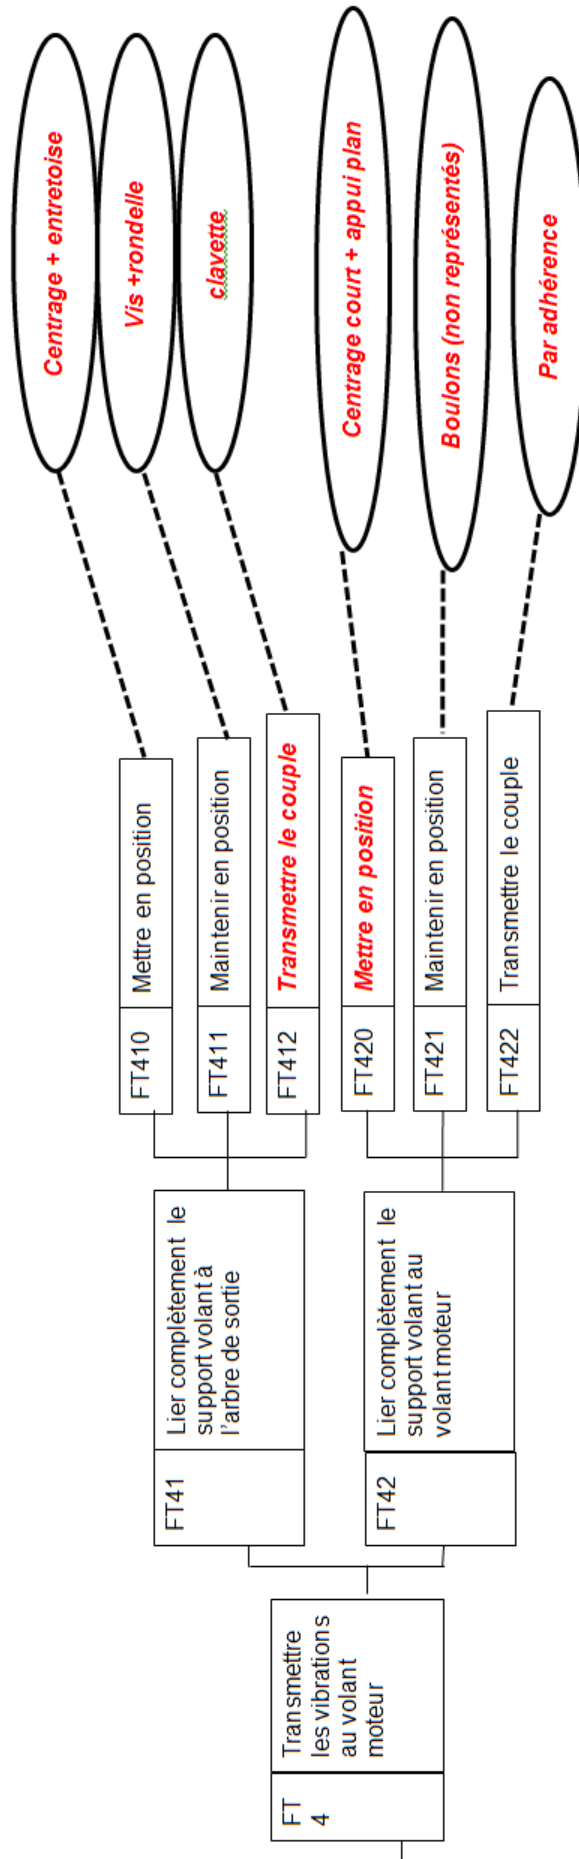 FT
4
Transmettre
les vibrations
au volant
moteur
FT41
Lier complètement le
support volant à
l'arbre de sortie
FT410
Mettre en position
Centrage + entretoise
FT411
Maintenir en position
Vis +rondelle
FT412
Transmettre le couple
clavette
FT42
Lier complètement le
support volant au
volant moteur
FT420
Mettre en position
Centrage court + appui plan
FT421
Maintenir en position
Boulons (non représentés)
FT422
Transmettre le couple
Par adhérence